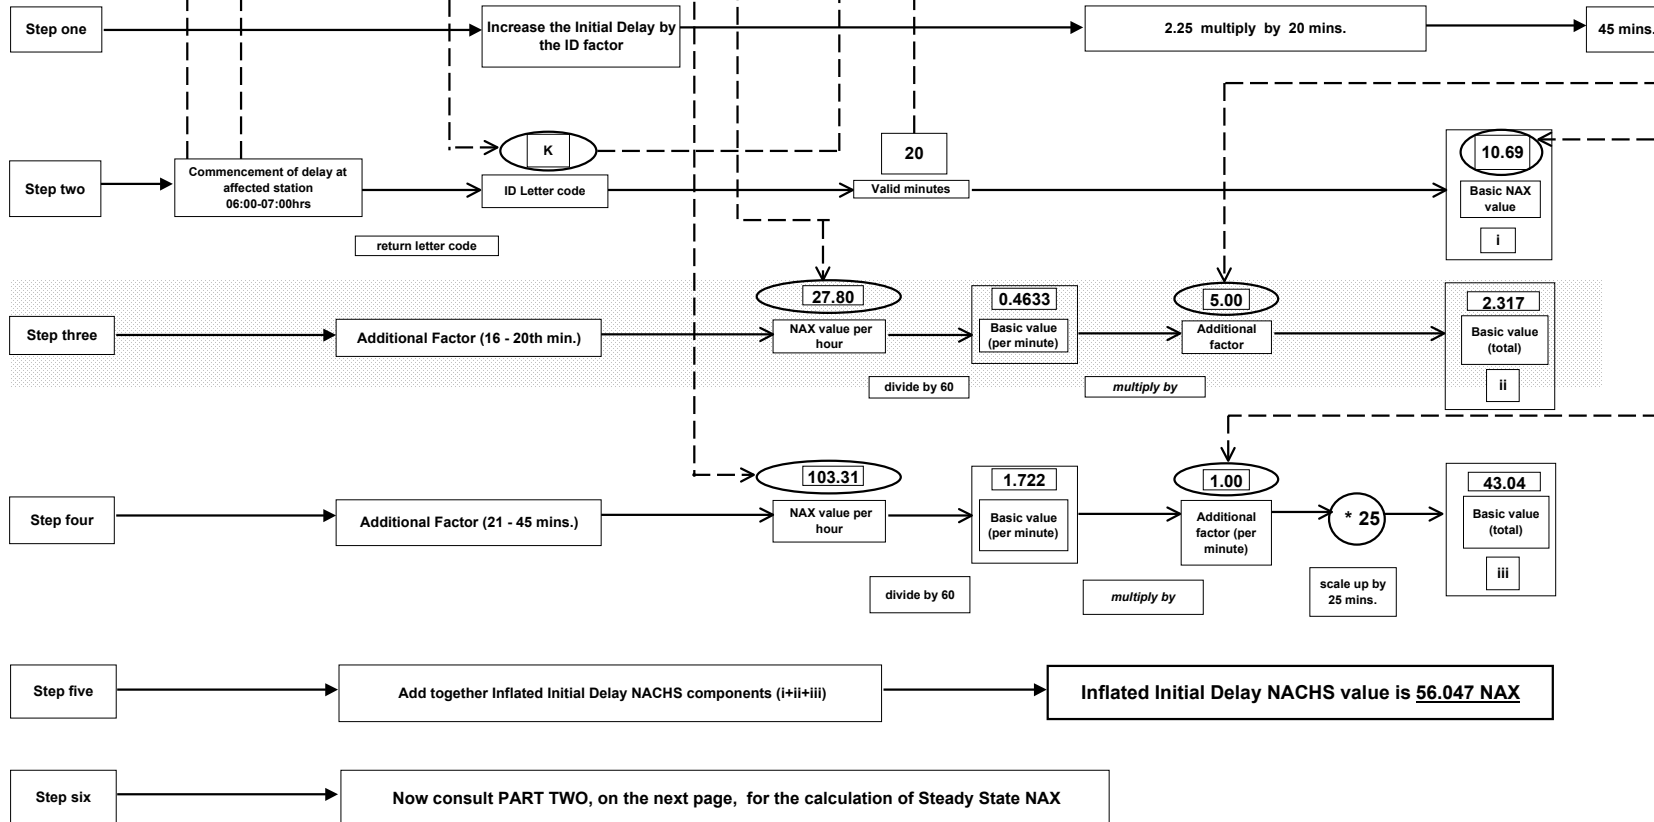 Step one
Increase the Initial Delay by
the ID factor
2.25 multiply by 20 mins.
45 mins.
Step two
Commencement of delay at
affected station
06:00-07:00hrs
K
ID Letter code
20
Valid minutes
10.69
Basic NAX
value
i
return letter code
Step three
Additional Factor (16 - 20th min.)
27.80
NAX value per
hour
0.4633
Basic value
(per minute)
5.00
Additional
factor
2.317
Basic value
(total)
ii
divide by 60
multiply by
Step four
Additional Factor (21 - 45 mins.)
103.31
NAX value per
hour
1.722
Basic value
(per minute)
1.00
Additional
factor (per
minute)
* 25
43.04
Basic value
(total)
iii
divide by 60
multiply by
scale up by
25 mins.
Step five
Add together Inflated Initial Delay NACHS components (i+ii+iii)
Inflated Initial Delay NACHS value is 56.047 NAX
Step six
Now consult PART TWO, on the next page, for the calculation of Steady State NAX